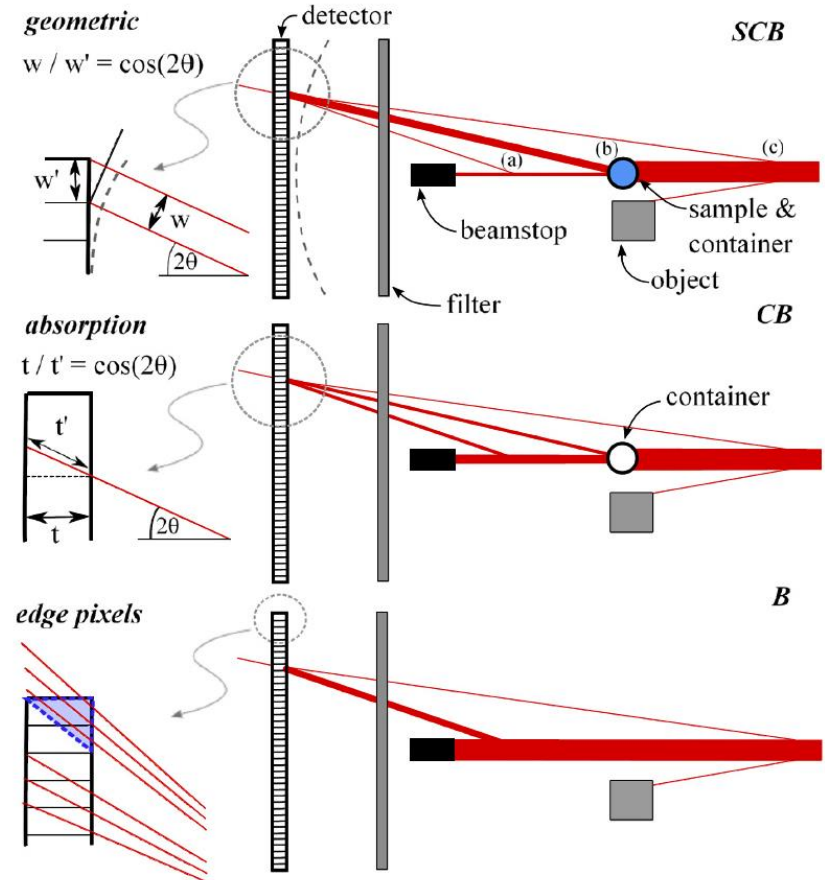 geometric
w / w' = cos(2θ)
detector
SCB
w'
w
2θ
(a)
(b)
(c)
beamstop
sample &
container
object
filter
absorption
t / t' = cos(2θ)
CB
t'
t
2θ
container
edge pixels
B